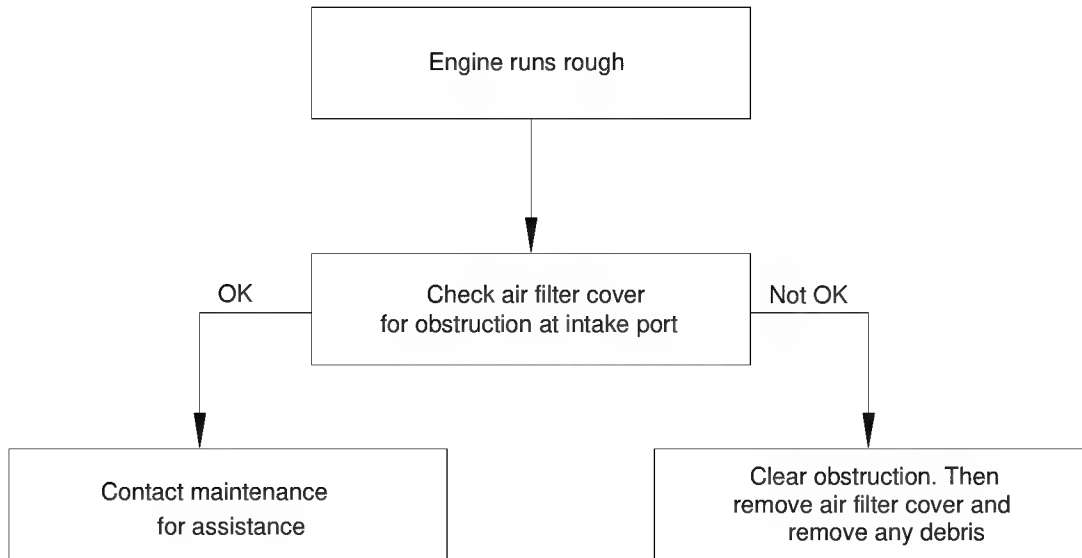 Engine runs rough
OK
Check air filter cover
for obstruction at intake port
Not OK
Contact maintenance
for assistance
Clear obstruction. Then
remove air filter cover and
remove any debris